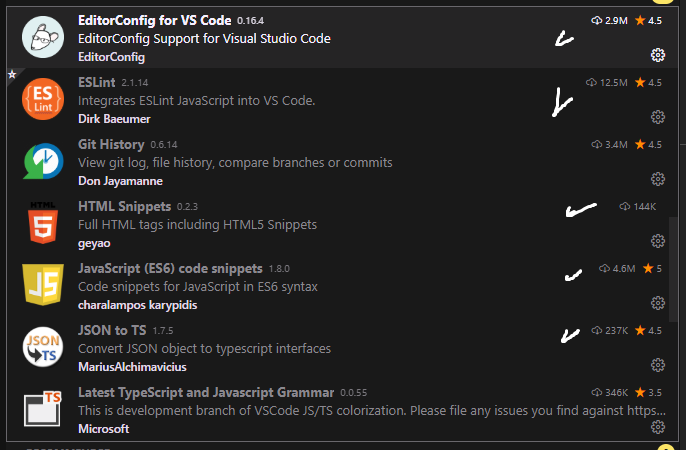 EditorConfig for VS Code 0.16.4 2.9M 4.5
EditorConfig Support for Visual Studio Code
EditorConfig
ESLint 2.1.14 12.5M 4.5
ES
Lint
Integrates ESLint JavaScript into VS Code.
Dirk Baeumer
Git History 0.6.14 3.4M 4.5
View git log, file history, compare branches or commits
Don Jayamanne
HTML
5
HTML Snippets 0.2.3 144K
Full HTML tags including HTML5 Snippets
geyao
JS
JavaScript (ES6) code snippets 1.8.0 4.6M 5
Code snippets for JavaScript in ES6 syntax
charalampos karypidis
JSON
TS
JSON to TS 1.7.5 237K 4.5
Convert JSON object to typescript interfaces
MariusAlchimavicius
TS
Latest TypeScript and Javascript Grammar 0.0.55 346K 3.5
This is development branch of VSCode JS/TS colorization. Please file any issues you find against https...
Microsoft